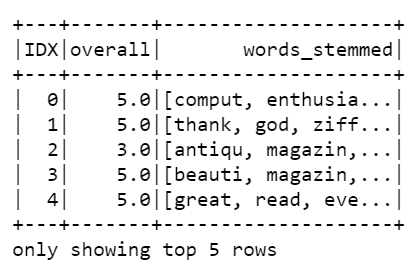 +---+-------+--------------------+
|IDX|overall|       words_stemmed|
+---+-------+--------------------+
|  0|    5.0|[comput, enthusia...|
|  1|    5.0|[thank, god, ziff...|
|  2|    3.0|[antiqu, magazin,...|
|  3|    5.0|[beauti, magazin,...|
|  4|    5.0|[great, read, eve...|
+---+-------+--------------------+
only showing top 5 rows